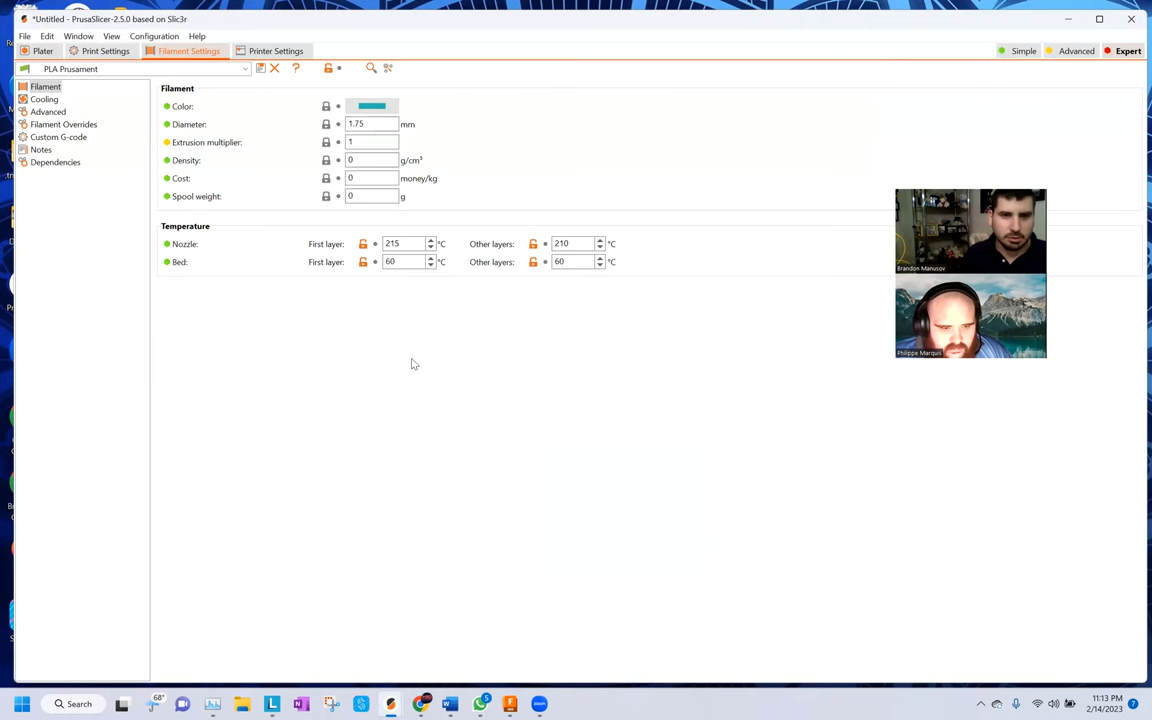 *Untitled - PrusaSlicer-2.5.0 based on Slic3r
File Edit Window View Configuration Help
Plater Print Settings Filament Settings Printer Settings Simple Advanced Expert
PLA Prusament
Filament
Cooling
Advanced
Filament Overrides
Custom G-code
Notes
Dependencies
Filament
Color:
Diameter: 1.75 mm
Extrusion multiplier: 1
Density: 0 g/cm³
Cost: 0 money/kg
Spool weight: 0 g
Temperature
Nozzle: First layer: 215 °C Other layers: 210 °C
Bed: First layer: 60 °C Other layers: 60 °C
Brandon Manusov
Philippe Marquis
Search
68°
5
11:13 PM
2/14/2023
7